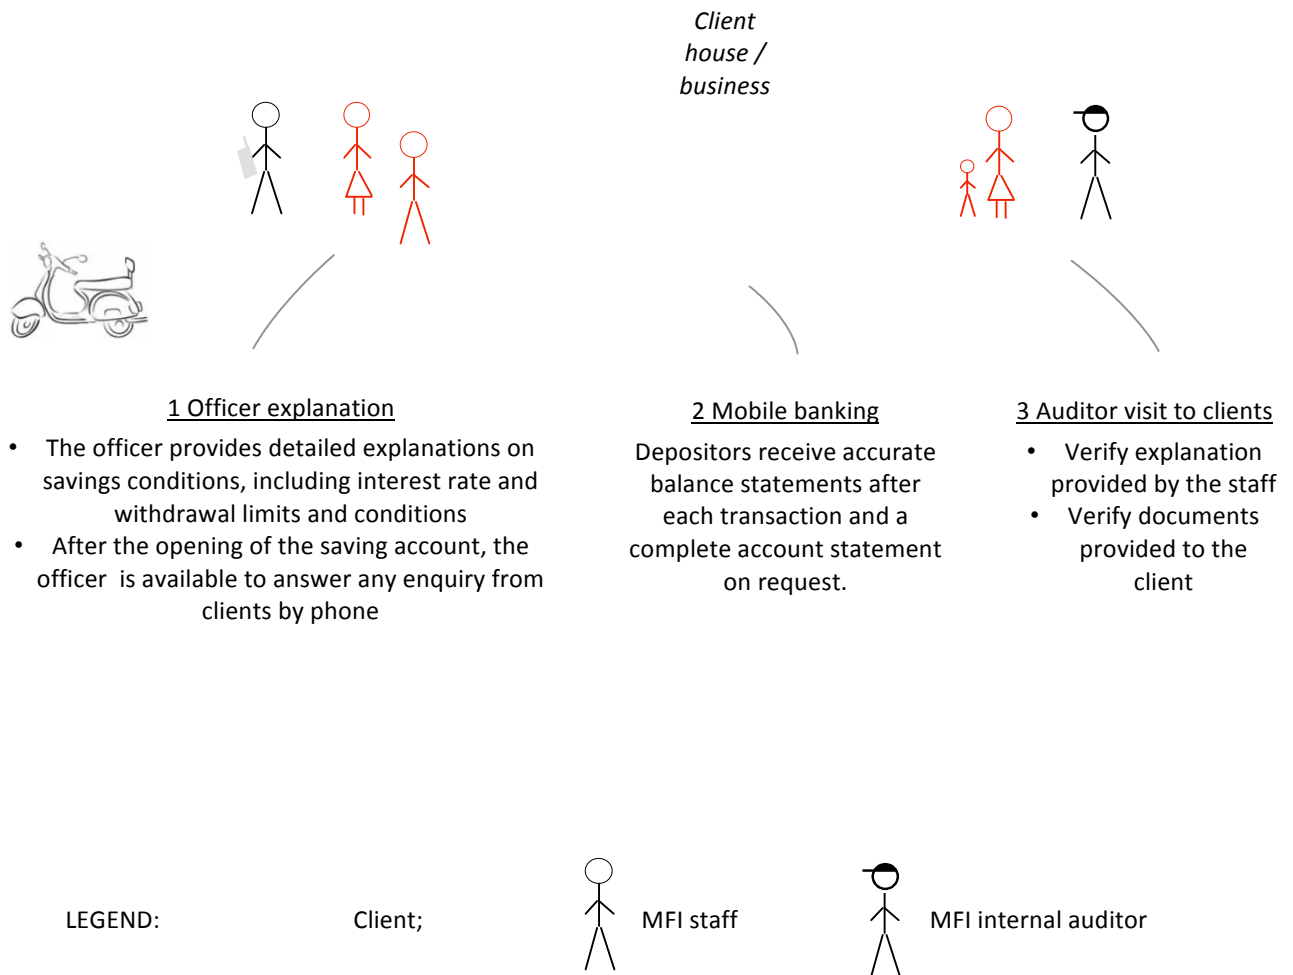 Client
house /
business
1 Officer explanation
• The officer provides detailed explanations on
savings conditions, including interest rate and
withdrawal limits and conditions
• After the opening of the saving account, the
officer  is available to answer any enquiry from
clients by phone
2 Mobile banking
Depositors receive accurate
balance statements after
each transaction and a
complete account statement
on request.
3 Auditor visit to clients
• Verify explanation
provided by the staff
• Verify documents
provided to the
client
LEGEND:
Client;
MFI staff
MFI internal auditor